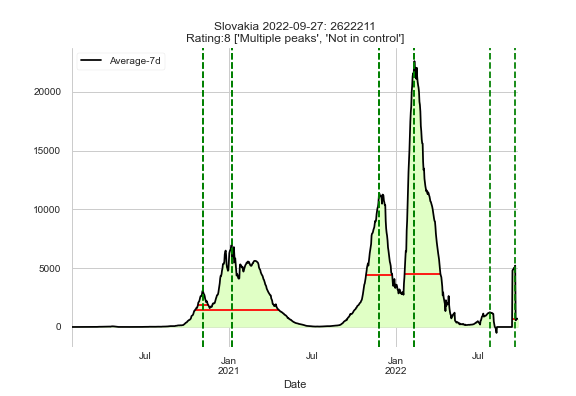 Slovakia 2022-09-27: 2622211
Rating:8 ['Multiple peaks', 'Not in control']
Average-7d
20000
15000
10000
5000
0
Jul
Jan
2021
Jul
Jan
2022
Jul
Date